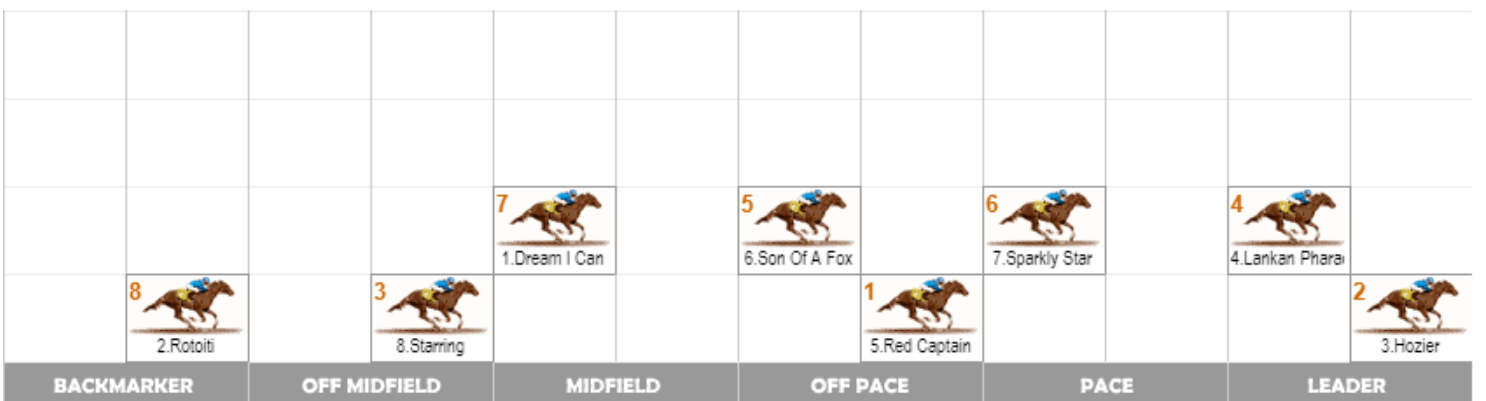 7
1.Dream I Can
5
6.Son Of A Fox
6
7.Sparkly Star
4
4.Lankan Phara
8
2.Rotoiti
3
8.Starring
1
5.Red Captain
2
3.Hozier
BACKMARKER OFF MIDFIELD MIDFIELD OFF PACE PACE LEADER